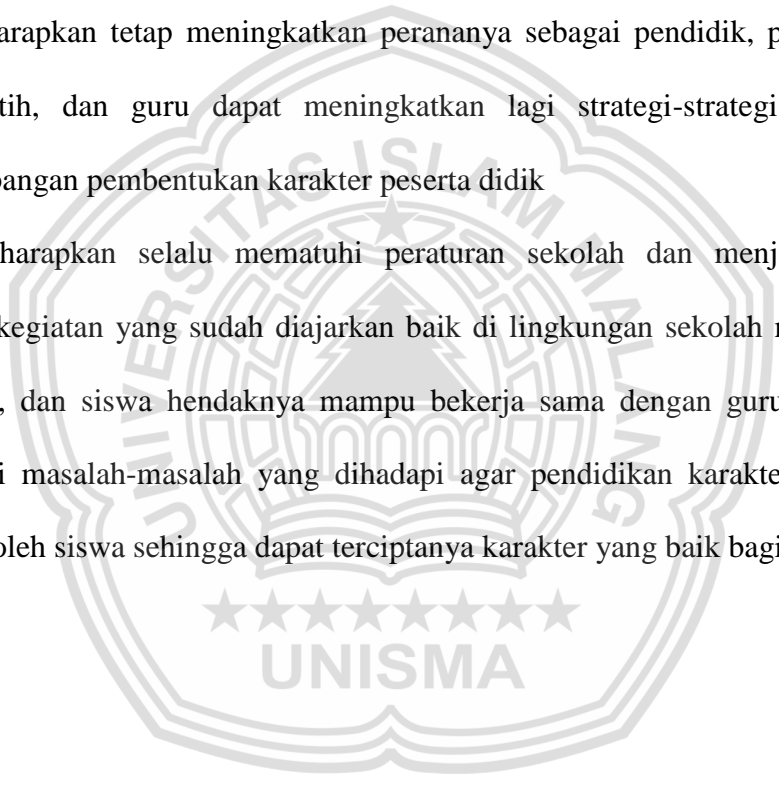 arapkan tetap meningkatkan perananya sebagai pendidik, p
tih, dan guru dapat meningkatkan lagi strategi-strategi
bangan pembentukan karakter peserta didik
harapkan selalu mematuhi peraturan sekolah dan menj
kegiatan yang sudah diajarkan baik di lingkungan sekolah
, dan siswa hendaknya mampu bekerja sama dengan guru
i masalah-masalah yang dihadapi agar pendidikan karakte
oleh siswa sehingga dapat terciptanya karakter yang baik bagi
UNIVERSITAS ISLAM MALANG
UNISMA